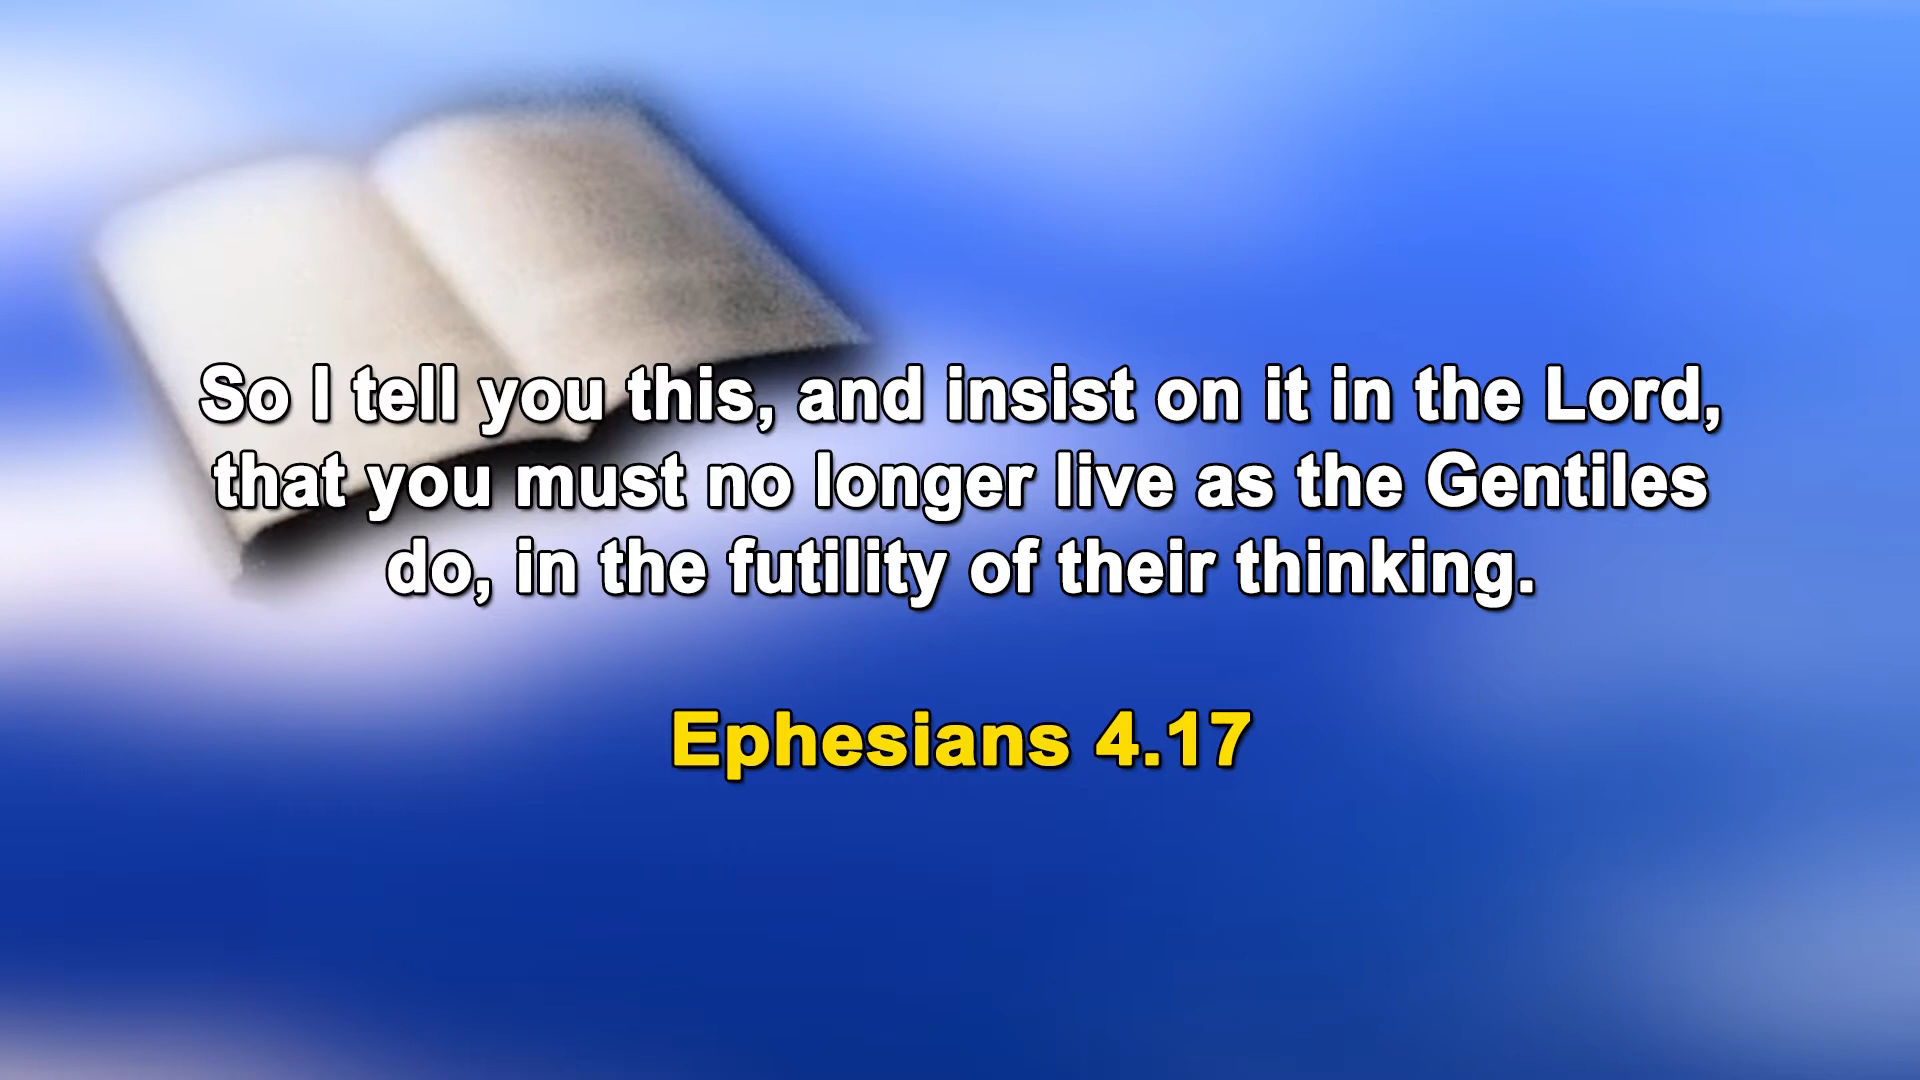 So I tell you this, and insist on it in the Lord,
that you must no longer live as the Gentiles
do, in the futility of their thinking.
Ephesians 4.17